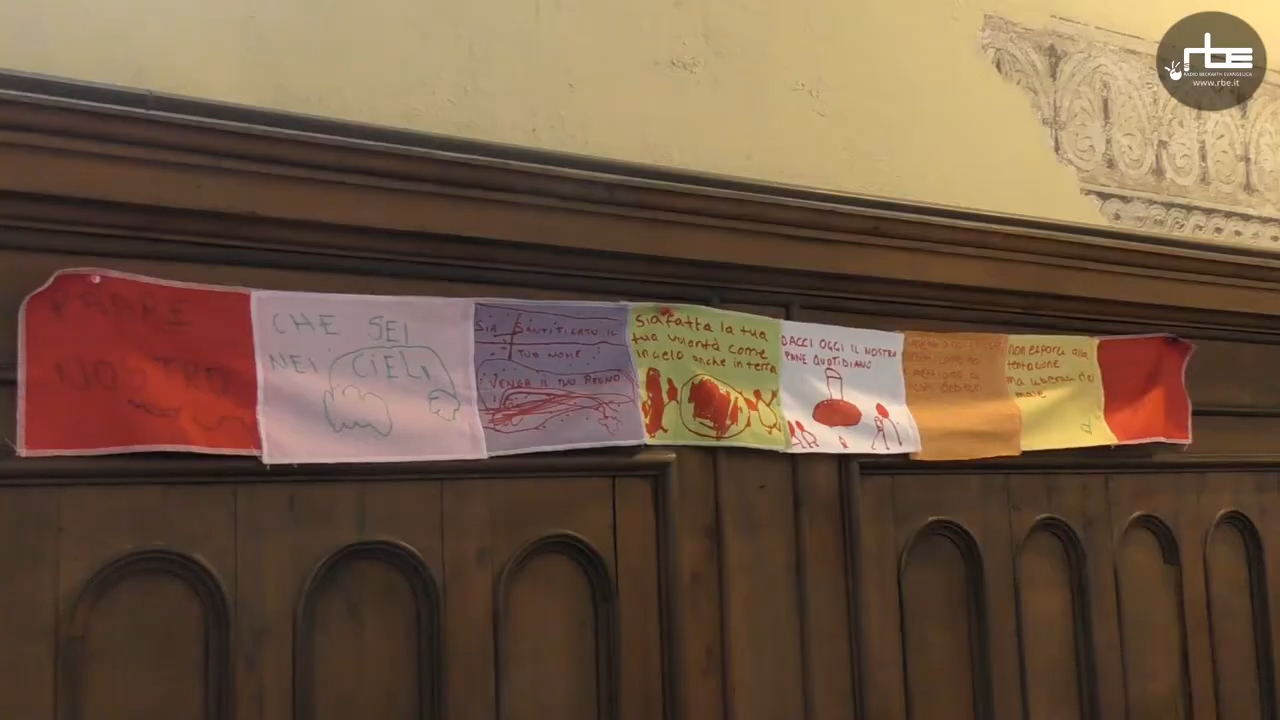 rbe
RADIO BECKWITH EVANGELICA
www.rbe.it
PADRE
NOSTRO
CHE SEI
NEI CIELI
SIA SANTIFICATO IL
TUO NOME
VENGA IL TUO REGNO
sia fatta la tua
tua volontà come
in cielo anche in terra
DACCI OGGI IL NOSTRO
PANE QUOTIDIANO
non esporci alla
tentazione
ma liberaci dal
male